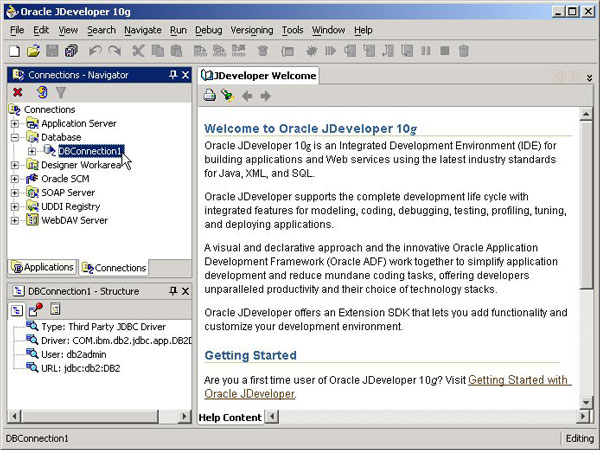 Oracle JDeveloper 10g
File Edit View Search Navigate Run Debug Versioning Tools Window Help
Connections - Navigator
Connections
Application Server
Database
DBConnection1
Designer Workarea
Oracle SCM
SOAP Server
UDDI Registry
WebDAV Server
Applications Connections
DBConnection1 - Structure
Type: Third Party JDBC Driver
Driver: COM.ibm.db2.jdbc.app.DB2D
User: db2admin
URL: jdbc:db2:DB2
JDeveloper Welcome
Welcome to Oracle JDeveloper 10g
Oracle JDeveloper 10g is an Integrated Development Environment (IDE) for
building applications and Web services using the latest industry standards
for Java, XML, and SQL.
Oracle JDeveloper supports the complete development life cycle with
integrated features for modeling, coding, debugging, testing, profiling, tuning,
and deploying applications.
A visual and declarative approach and the innovative Oracle Application
Development Framework (Oracle ADF) work together to simplify application
development and reduce mundane coding tasks, offering developers
unparalleled productivity and their choice of technology stacks.
Oracle JDeveloper offers an Extension SDK that lets you add functionality and
customize your development environment.
Getting Started
Are you a first time user of Oracle JDeveloper 10g? Visit Getting Started with
Oracle JDeveloper.
Help Content
DBConnection1
Editing